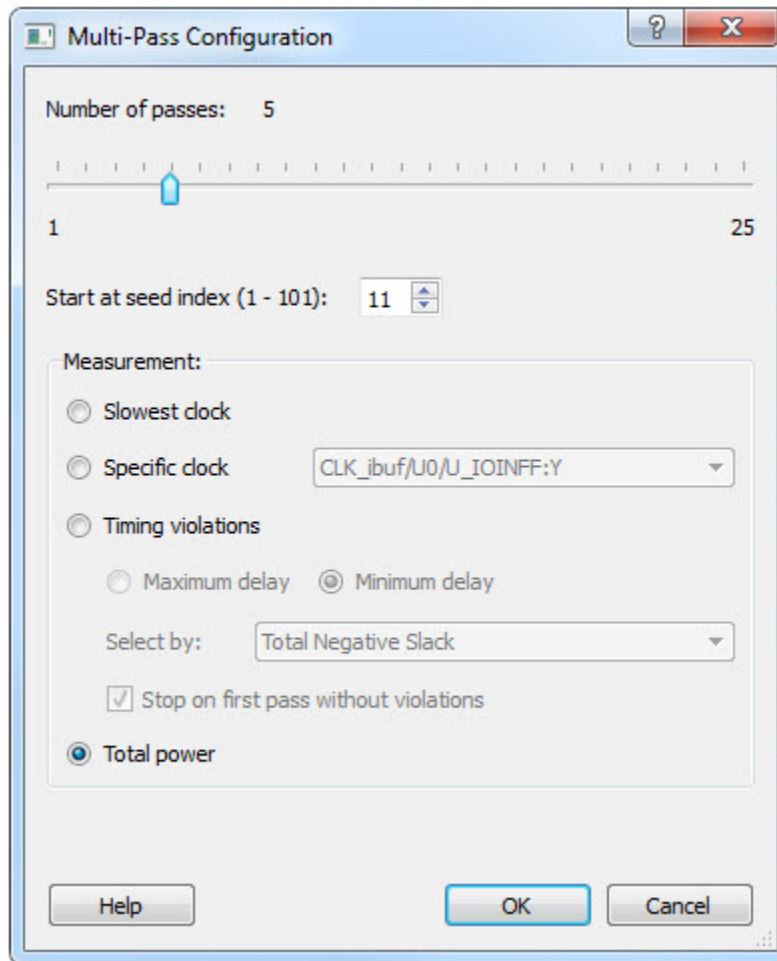 Multi-Pass Configuration
Number of passes: 5
1 25
Start at seed index (1 - 101): 11
Measurement:
Slowest clock
Specific clock CLK_ibuf/U0/U_IOINFF:Y
Timing violations
Maximum delay Minimum delay
Select by: Total Negative Slack
Stop on first pass without violations
Total power
Help OK Cancel